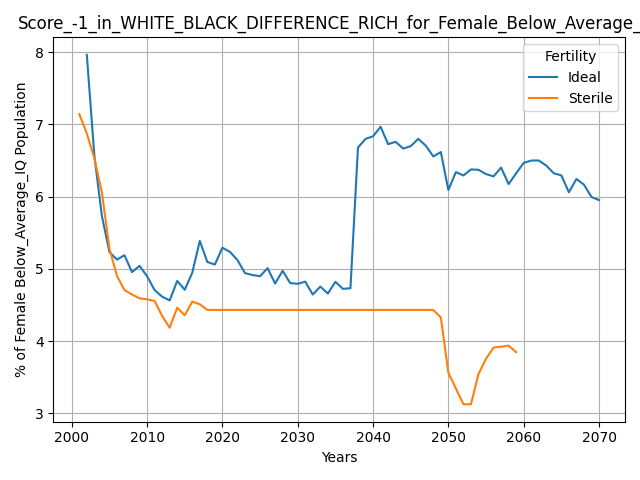 Score_-1_in_WHITE_BLACK_DIFFERENCE_RICH_for_Female_Below_Average_
Fertility
Ideal
Sterile
% of Female Below_Average_IQ Population
8
7
6
5
4
3
2000 2010 2020 2030 2040 2050 2060 2070
Years